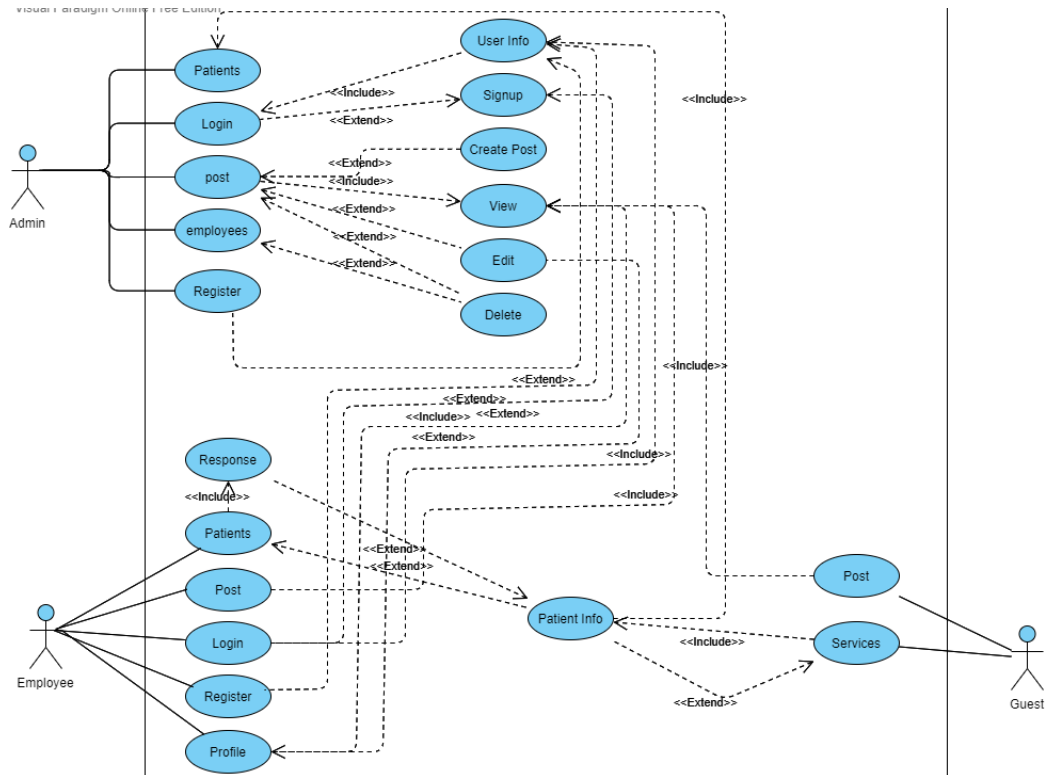 Visual Paradigm Online Free Edition
User Info
Patients
<<Include>>
Signup
<<Include>>
Login
<<Extend>>
Create Post
<<Extend>>
post
<<Include>>
Admin
View
<<Extend>>
employees
<<Extend>>
Edit
<<Extend>>
Register
Delete
<<Include>>
<<Extend>>
<<Extend>>
<<Include>>
<<Extend>>
<<Extend>>
Response
<<Include>>
<<Include>>
<<Include>>
Patients
<<Extend>>
<<Extend>>
Post
Post
Patient Info
Login
<<Include>>
Services
Employee
Register
<<Extend>>
Guest
Profile